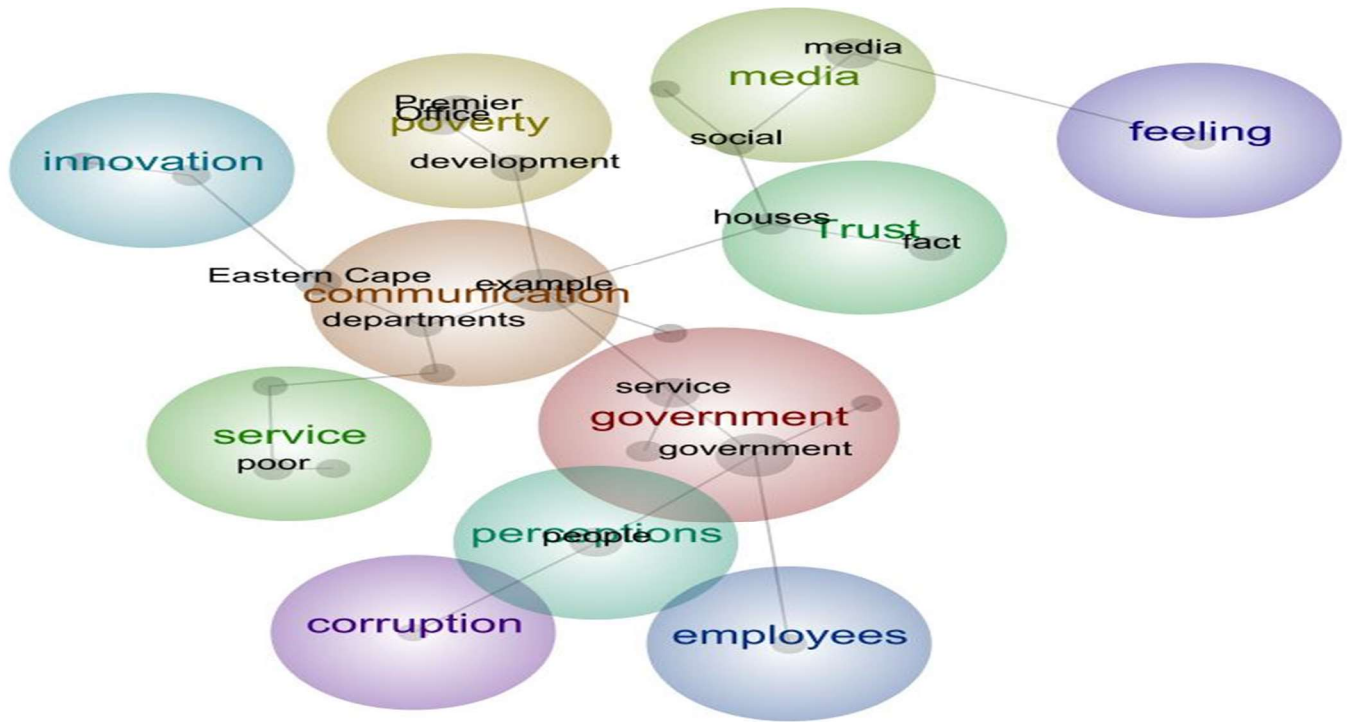 media
media
Premier
Office
poverty
feeling
social
innovation
development
houses
Trust
fact
Eastern Cape
example
communication
departments
service
government
service
government
poor
perceptions
people
corruption
employees